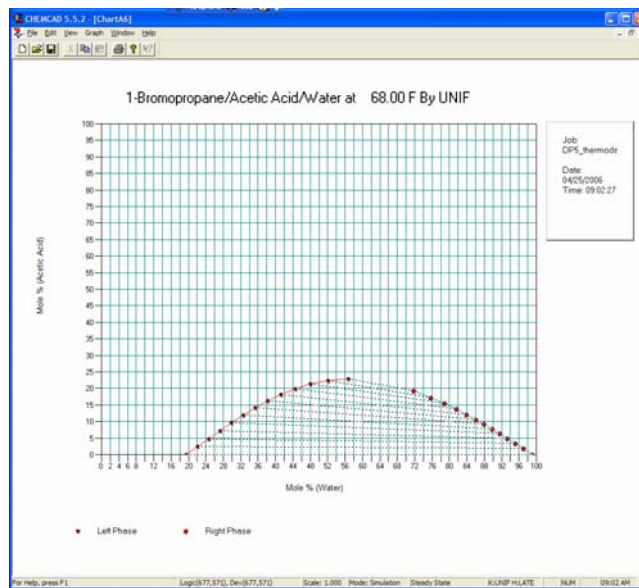 CHEMCAD 5.5.2 - [ChartA6]
File Edit View Graph Window Help
1-Bromopropane/Acetic Acid/Water at 68.00 F By UNIF
Job:
DP5_thermoda
Date:
04/25/2006
Time: 09:02:27
Mole % (Acetic Acid)
100
95
90
85
80
75
70
65
60
55
50
45
40
35
30
25
20
15
10
5
0
0 2 4 6 8 12 16 20 24 28 32 36 40 44 48 52 56 60 64 68 72 76 80 84 88 92 96 100
Mole % (Water)
Left Phase
Right Phase
For Help, press F1 Logic(677,571), Dev(677,571) Scale: 1.000 Mode: Simulation Steady State K:UNIF H:LATE NUM 09:02 AM